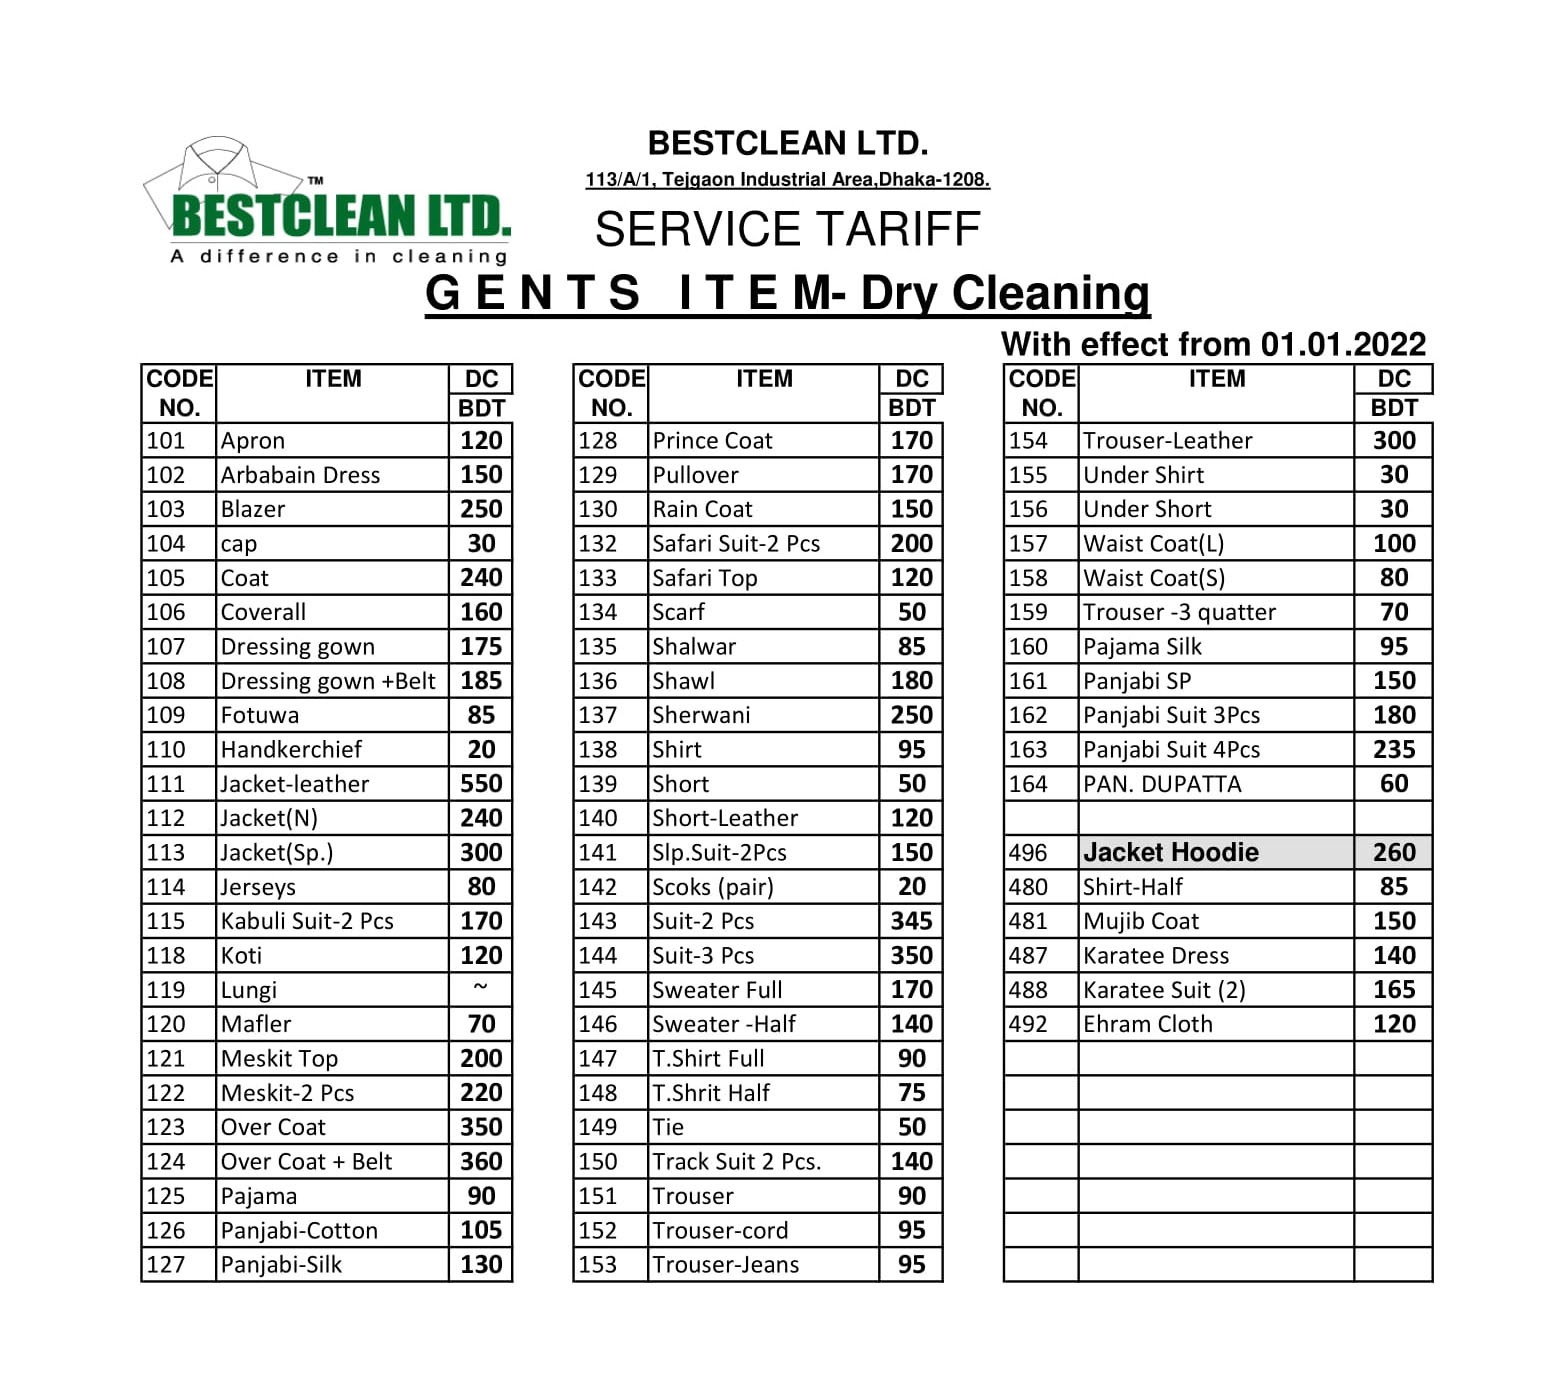 BESTCLEAN LTD.
113/A/1, Tejgaon Industrial Area,Dhaka-1208.
™
BESTCLEAN LTD.
A difference in cleaning
SERVICE TARIFF
GENTS ITEM- Dry Cleaning
With effect from 01.01.2022
CODE NO. ITEM DC BDT
101 Apron 120
102 Arbabain Dress 150
103 Blazer 250
104 cap 30
105 Coat 240
106 Coverall 160
107 Dressing gown 175
108 Dressing gown +Belt 185
109 Fotuwa 85
110 Handkerchief 20
111 Jacket-leather 550
112 Jacket(N) 240
113 Jacket(Sp.) 300
114 Jerseys 80
115 Kabuli Suit-2 Pcs 170
118 Koti 120
119 Lungi ~
120 Mafler 70
121 Meskit Top 200
122 Meskit-2 Pcs 220
123 Over Coat 350
124 Over Coat + Belt 360
125 Pajama 90
126 Panjabi-Cotton 105
127 Panjabi-Silk 130
CODE NO. ITEM DC BDT
128 Prince Coat 170
129 Pullover 170
130 Rain Coat 150
132 Safari Suit-2 Pcs 200
133 Safari Top 120
134 Scarf 50
135 Shalwar 85
136 Shawl 180
137 Sherwani 250
138 Shirt 95
139 Short 50
140 Short-Leather 120
141 Slp.Suit-2Pcs 150
142 Scoks (pair) 20
143 Suit-2 Pcs 345
144 Suit-3 Pcs 350
145 Sweater Full 170
146 Sweater -Half 140
147 T.Shirt Full 90
148 T.Shrit Half 75
149 Tie 50
150 Track Suit 2 Pcs. 140
151 Trouser 90
152 Trouser-cord 95
153 Trouser-Jeans 95
CODE NO. ITEM DC BDT
154 Trouser-Leather 300
155 Under Shirt 30
156 Under Short 30
157 Waist Coat(L) 100
158 Waist Coat(S) 80
159 Trouser -3 quatter 70
160 Pajama Silk 95
161 Panjabi SP 150
162 Panjabi Suit 3Pcs 180
163 Panjabi Suit 4Pcs 235
164 PAN. DUPATTA 60
496 Jacket Hoodie 260
480 Shirt-Half 85
481 Mujib Coat 150
487 Karatee Dress 140
488 Karatee Suit (2) 165
492 Ehram Cloth 120